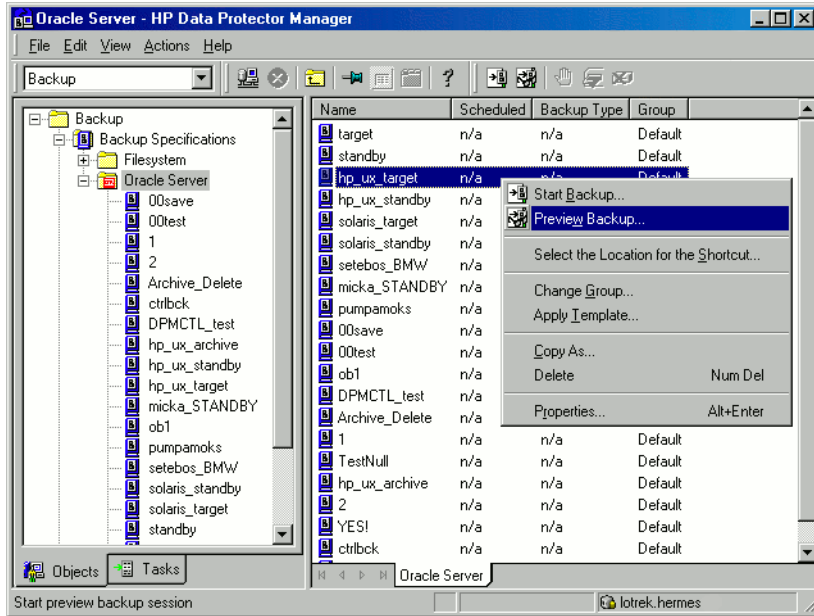 Oracle Server - HP Data Protector Manager
File Edit View Actions Help
Backup
Backup
Backup Specifications
Filesystem
Oracle Server
00save
00test
1
2
Archive_Delete
ctrlbck
DPMCTL_test
hp_ux_archive
hp_ux_standby
hp_ux_target
micka_STANDBY
ob1
pumpamoks
setebos_BMW
solaris_standby
solaris_target
standby
Objects Tasks
Name Scheduled Backup Type Group
target n/a n/a Default
standby n/a n/a Default
hp_ux_target n/a n/a Default
hp_ux_standby n/a
solaris_target n/a
solaris_standby n/a
setebos_BMW n/a
micka_STANDBY n/a
pumpamoks n/a
00save n/a
00test n/a
ob1 n/a
DPMCTL_test n/a
Archive_Delete n/a
1 n/a n/a Default
TestNull n/a n/a Default
hp_ux_archive n/a n/a Default
2 n/a n/a Default
YES! n/a n/a Default
ctrlbck n/a n/a Default
Start Backup...
Preview Backup...
Select the Location for the Shortcut...
Change Group...
Apply Template...
Copy As...
Delete Num Del
Properties... Alt+Enter
Oracle Server
Start preview backup session
lotrek.hermes